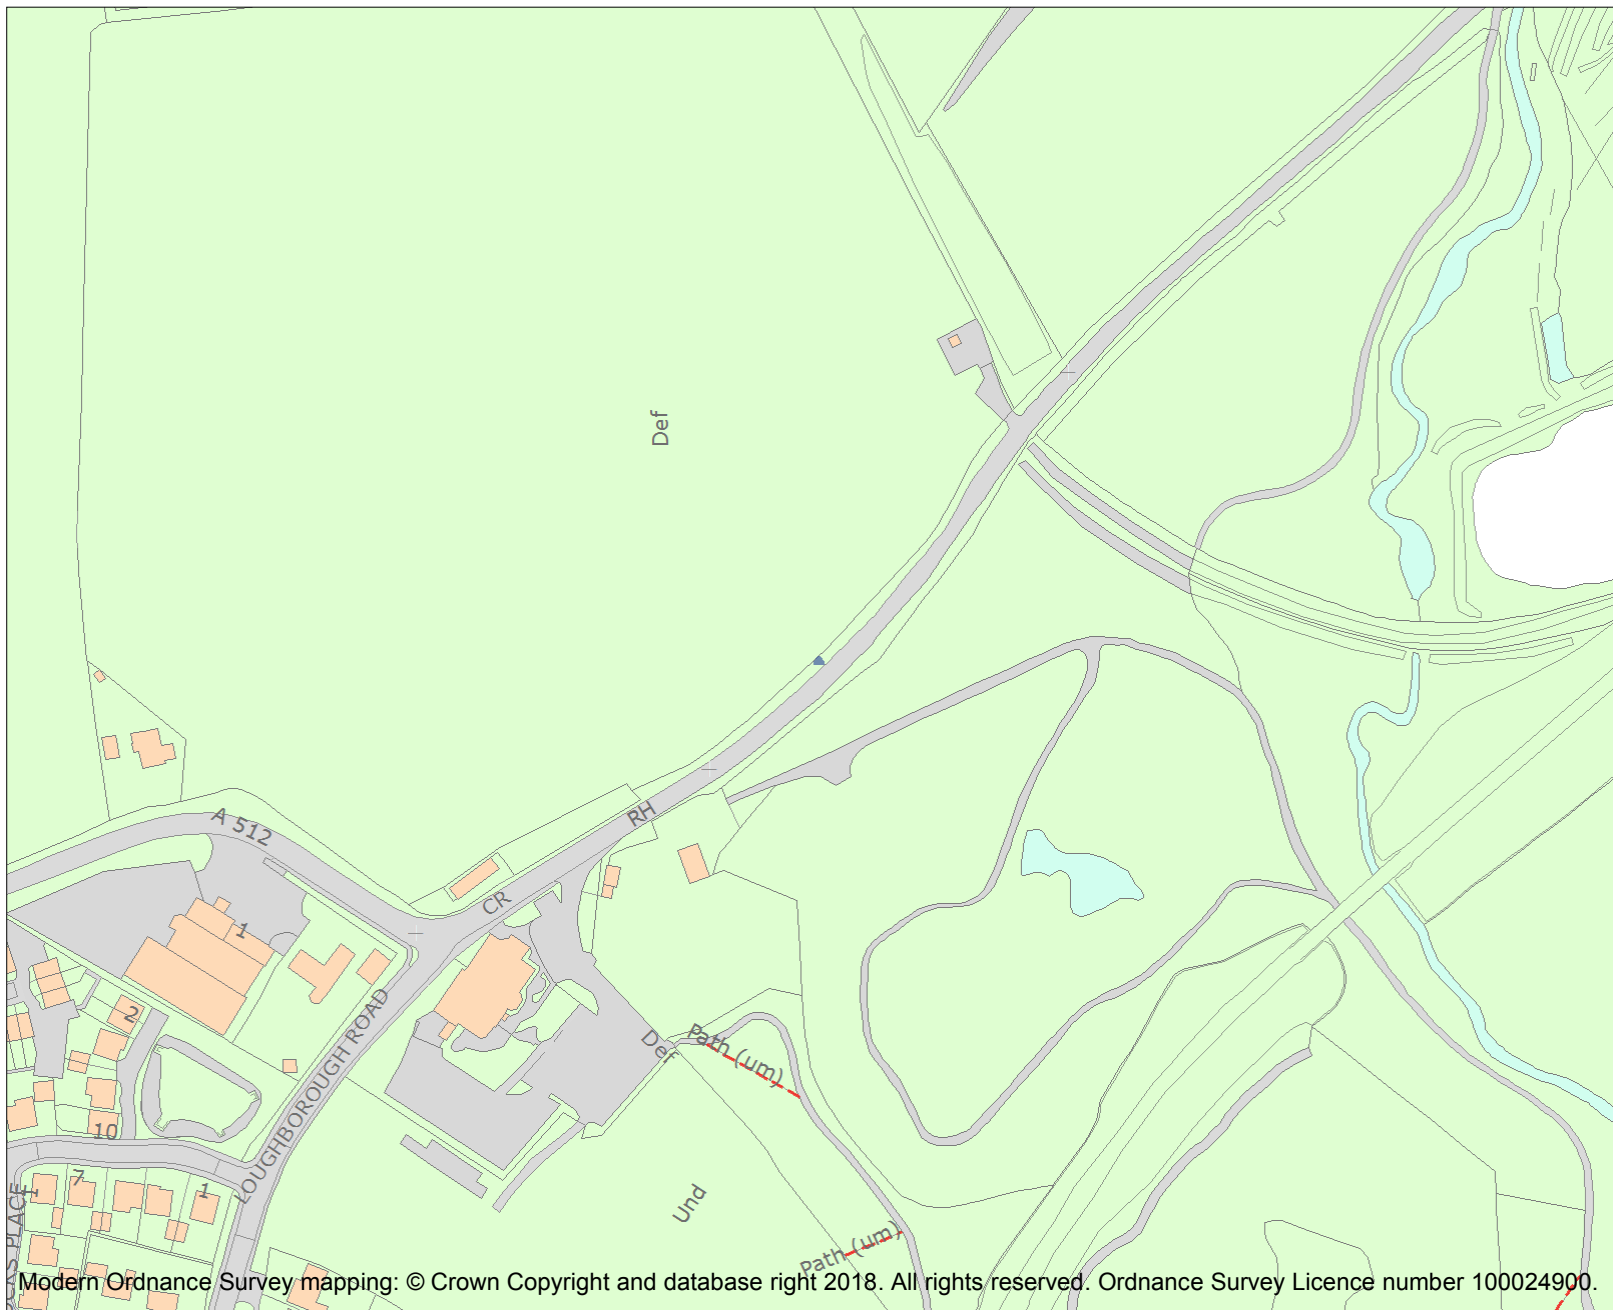 Def
A 512
RH
CR
1
2
LOUGHBOROUGH ROAD
Def
Path (um)
10
7
1
Und
Path (um)
Modern Ordnance Survey mapping: © Crown Copyright and database right 2018. All rights reserved. Ordnance Survey Licence number 100024900.